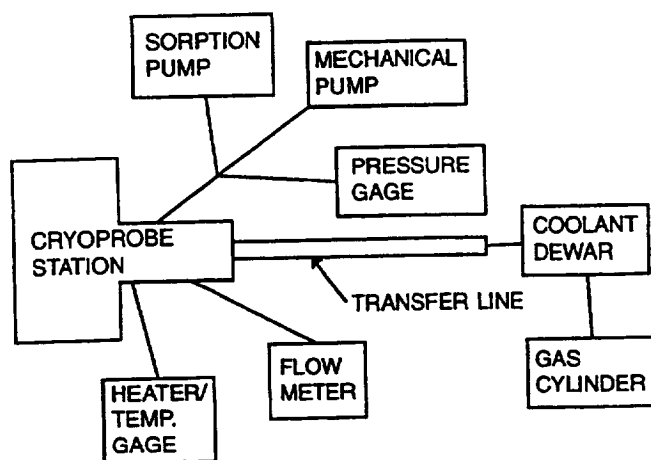 SORPTION
PUMP
MECHANICAL
PUMP
PRESSURE
GAGE
CRYOPROBE
STATION
COOLANT
DEWAR
TRANSFER LINE
FLOW
METER
GAS
CYLINDER
HEATER/
TEMP.
GAGE